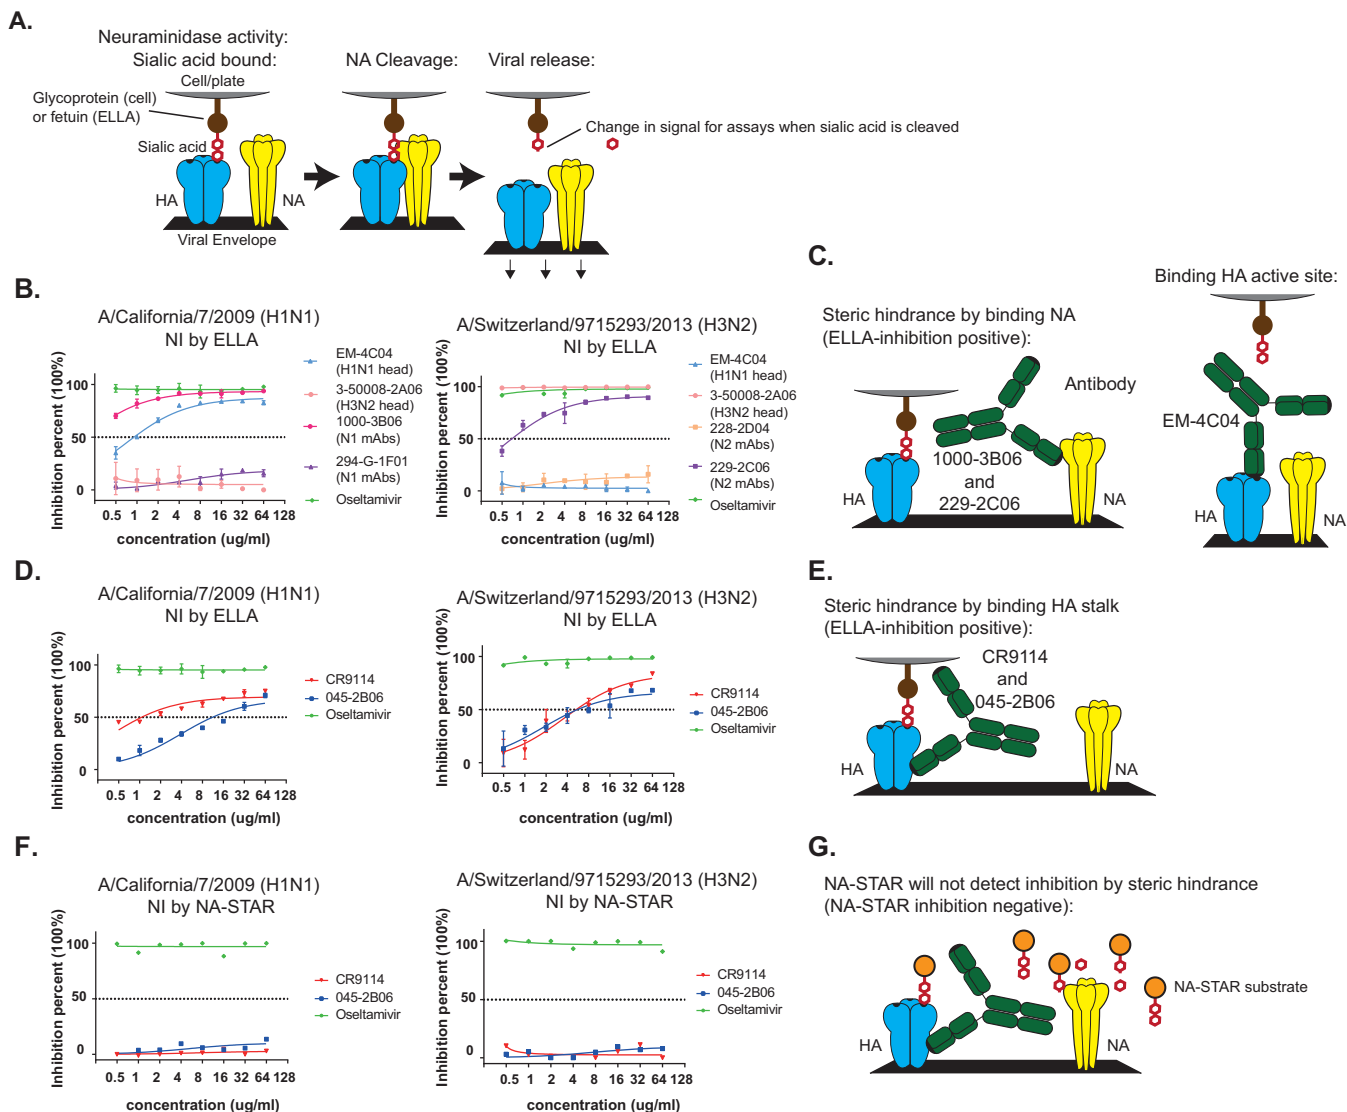 A.
Neuraminidase activity:
Sialic acid bound:
NA Cleavage:
Viral release:
Cell/plate
Glycoprotein (cell)
or fetuin (ELLA)
Sialic acid
HA
NA
Viral Envelope
Change in signal for assays when sialic acid is cleaved
B.
A/California/7/2009 (H1N1)
NI by ELLA
Inhibition percent (100%)
100
50
0
0.5 1 2 4 8 16 32 64 128
concentration (ug/ml)
EM-4C04
(H1N1 head)
3-50008-2A06
(H3N2 head)
1000-3B06
(N1 mAbs)
294-G-1F01
(N1 mAbs)
Oseltamivir
A/Switzerland/9715293/2013 (H3N2)
NI by ELLA
Inhibition percent (100%)
100
50
0
0.5 1 2 4 8 16 32 64 128
concentration (ug/ml)
EM-4C04
(H1N1 head)
3-50008-2A06
(H3N2 head)
228-2D04
(N2 mAbs)
229-2C06
(N2 mAbs)
Oseltamivir
C.
Steric hindrance by binding NA
(ELLA-inhibition positive):
Antibody
1000-3B06
and
229-2C06
HA
NA
Binding HA active site:
EM-4C04
HA
NA
D.
A/California/7/2009 (H1N1)
NI by ELLA
Inhibition percent (100%)
100
50
0
0.5 1 2 4 8 16 32 64 128
concentration (ug/ml)
CR9114
045-2B06
Oseltamivir
A/Switzerland/9715293/2013 (H3N2)
NI by ELLA
Inhibition percent (100%)
100
50
0
0.5 1 2 4 8 16 32 64 128
concentration (ug/ml)
CR9114
045-2B06
Oseltamivir
E.
Steric hindrance by binding HA stalk
(ELLA-inhibition positive):
CR9114
and
045-2B06
HA
NA
F.
A/California/7/2009 (H1N1)
NI by NA-STAR
Inhibition percent (100%)
100
50
0
0.5 1 2 4 8 16 32 64 128
concentration (ug/ml)
CR9114
045-2B06
Oseltamivir
A/Switzerland/9715293/2013 (H3N2)
NI by NA-STAR
Inhibition percent (100%)
100
50
0
0.5 1 2 4 8 16 32 64 128
concentration (ug/ml)
CR9114
045-2B06
Oseltamivir
G.
NA-STAR will not detect inhibition by steric hindrance
(NA-STAR inhibition negative):
NA-STAR substrate
HA
NA